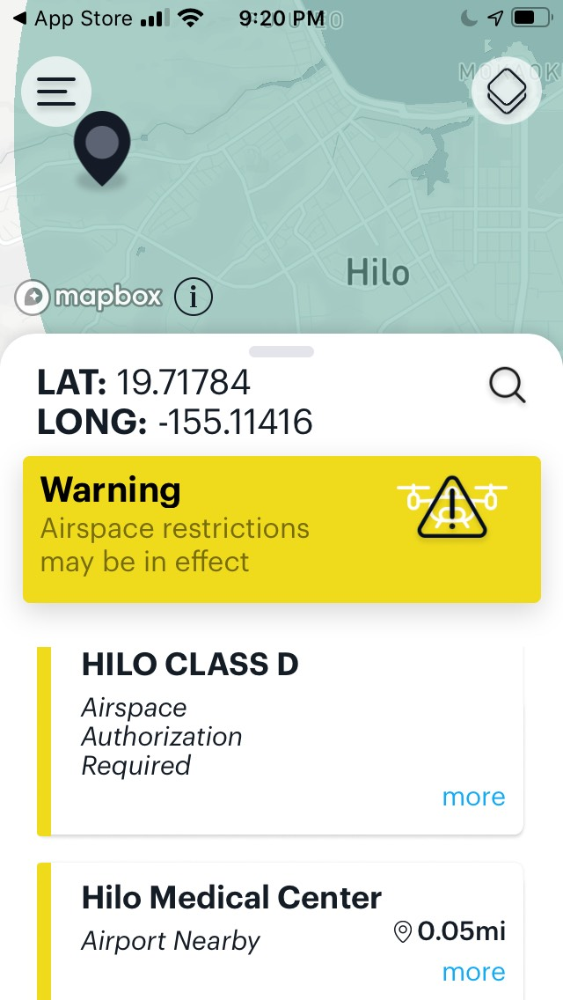 App Store
9:20 PM
Hilo
mapbox
i
LAT: 19.71784
LONG: -155.11416
Warning
Airspace restrictions
may be in effect
HILO CLASS D
Airspace
Authorization
Required
more
Hilo Medical Center
Airport Nearby
0.05mi
more